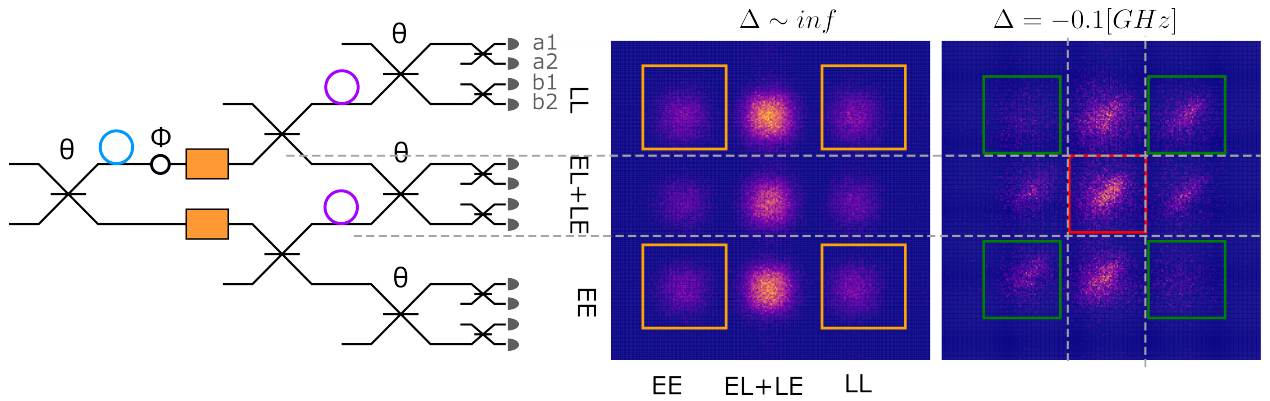 Δ ~ inf
Δ = −0.1[GHz]
θ
a1
a2
b1
b2
LL
Φ
θ
θ
EL+LE
θ
EE
EE
EL+LE
LL